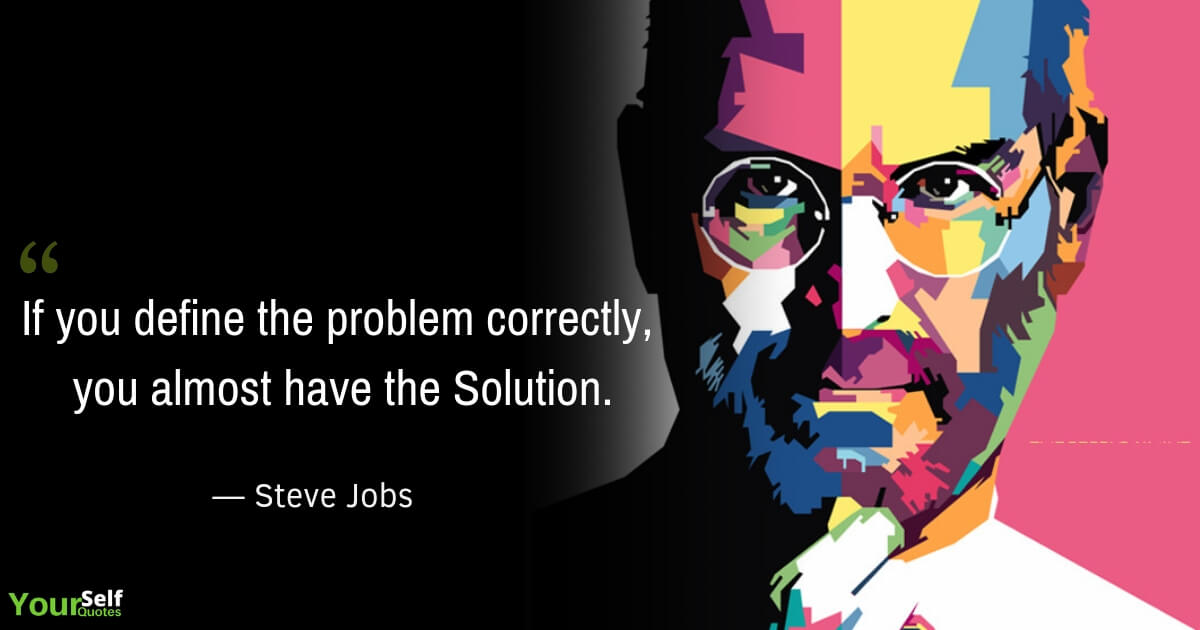 “
If you define the problem correctly,
you almost have the Solution.
— Steve Jobs
YourSelf
Quotes